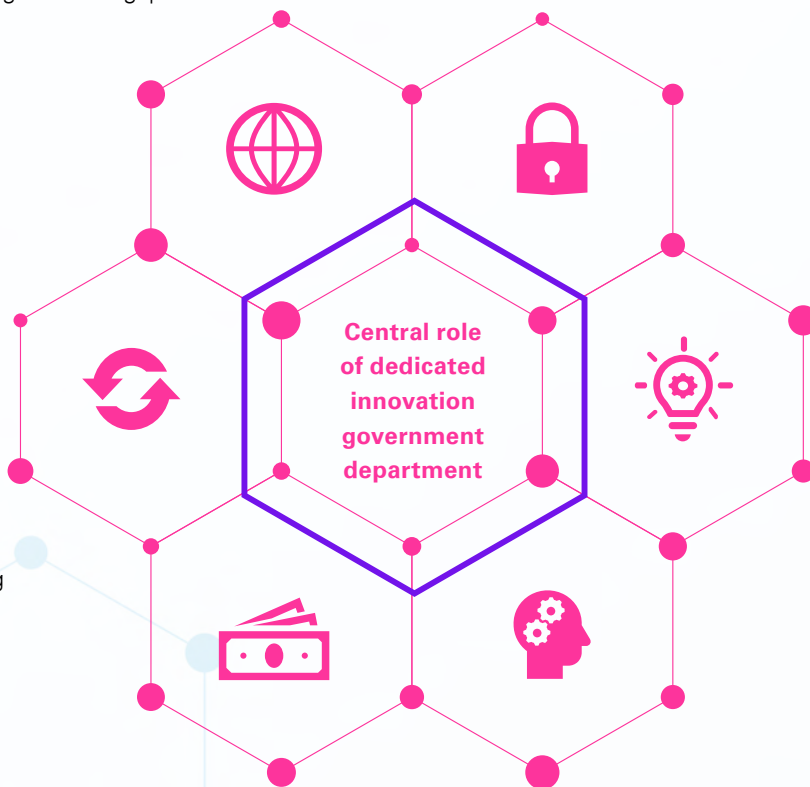 Central role
of dedicated
innovation
government
department